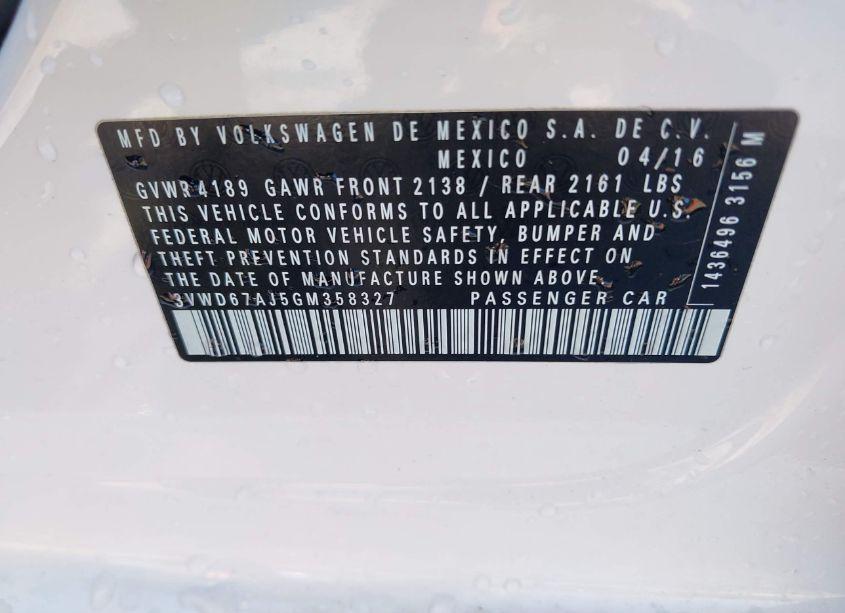 MFD BY VOLKSWAGEN DE MEXICO S.A. DE C.V.
MEXICO 04/16
GVWR 4189 GAWR FRONT 2138 / REAR 2161 LBS
THIS VEHICLE CONFORMS TO ALL APPLICABLE U.S.
FEDERAL MOTOR VEHICLE SAFETY, BUMPER AND
THEFT PREVENTION STANDARDS IN EFFECT ON
THE DATE OF MANUFACTURE SHOWN ABOVE.
3VWD67AJ5GM358327 PASSENGER CAR
1436496 3156 M